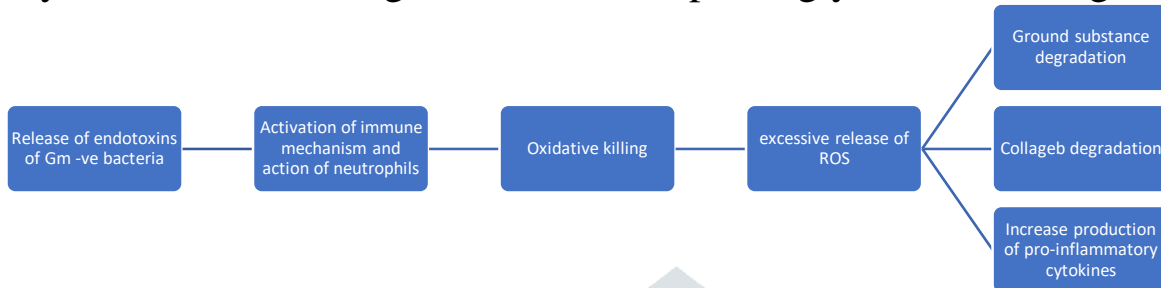 Ground substance
degradation
Release of endotoxins
of Gm -ve bacteria
Activation of immune
mechanism and
action of neutrophils
Oxidative killing
excessive release of
ROS
Collageb degradation
Increase production
of pro-inflammatory
cytokines